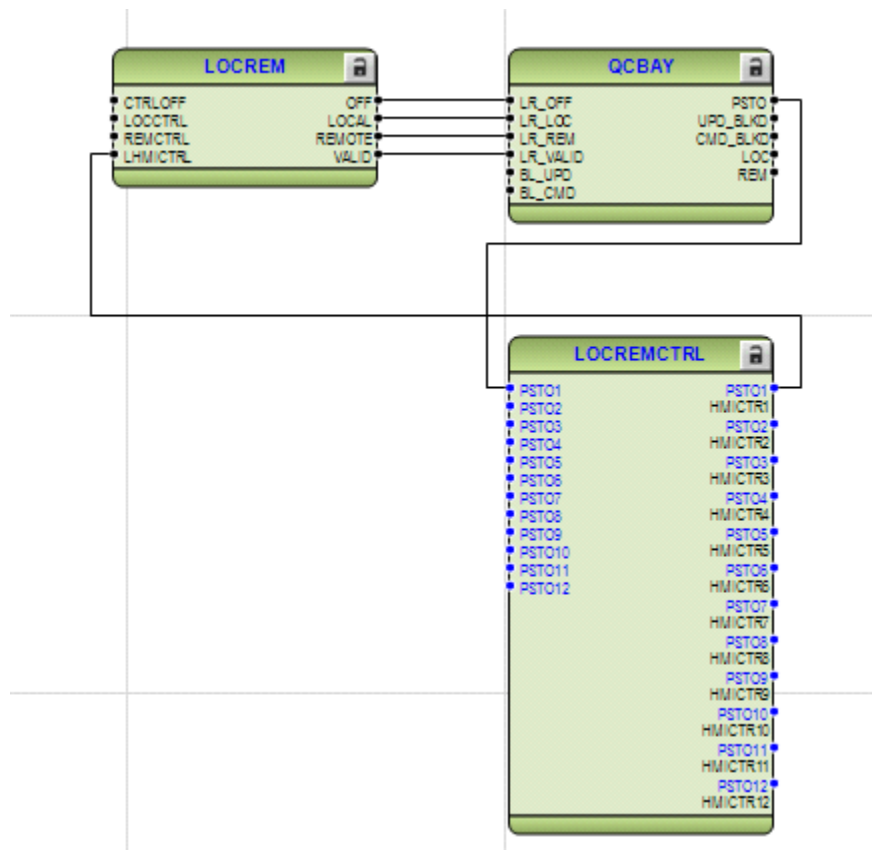 LOCREM
CTRLOFF OFF
LOCCTRL LOCAL
REMCTRL REMOTE
LHMICTRL VALID
QCBAY
LR_OFF PSTO
LR_LOC UPD_BLKD
LR_REM CMD_BLKD
LR_VALID LOC
BL_UPD REM
BL_CMD
LOCREMCTRL
PSTO1 PSTO1
HMICTR1
PSTO2 PSTO2
HMICTR2
PSTO3 PSTO3
HMICTR3
PSTO4 PSTO4
HMICTR4
PSTO5 PSTO5
HMICTR5
PSTO6 PSTO6
HMICTR6
PSTO7 PSTO7
HMICTR7
PSTO8 PSTO8
HMICTR8
PSTO9 PSTO9
HMICTR9
PSTO10 PSTO10
HMICTR10
PSTO11 PSTO11
HMICTR11
PSTO12 PSTO12
HMICTR12